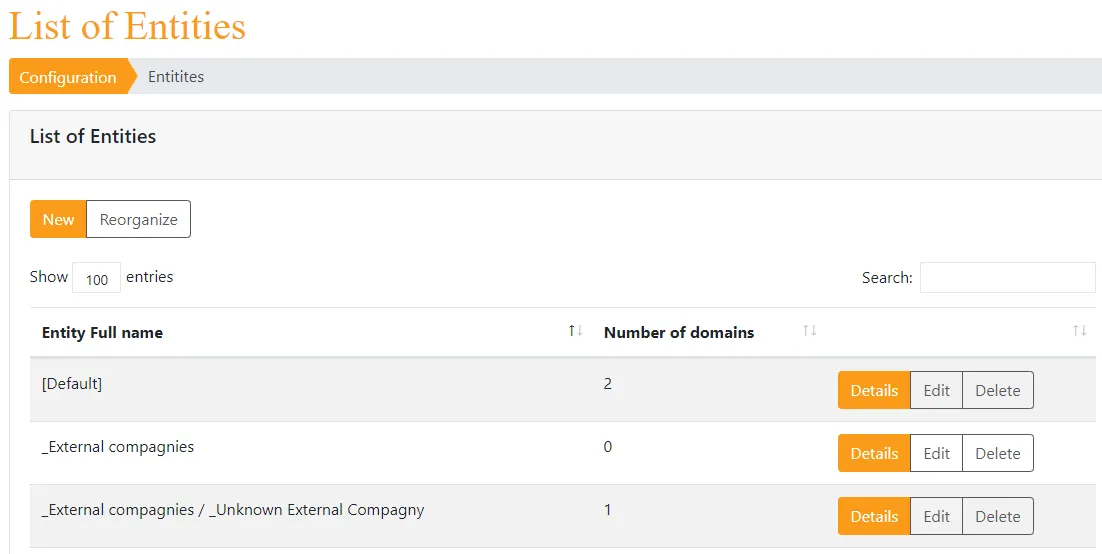 List of Entities
Configuration Entitites
List of Entities
New Reorganize
Show 100 entries Search:
Entity Full name ↑↓ Number of domains ↑↓ ↑↓
[Default] 2 Details Edit Delete
_External compagnies 0 Details Edit Delete
_External compagnies / _Unknown External Compagny 1 Details Edit Delete